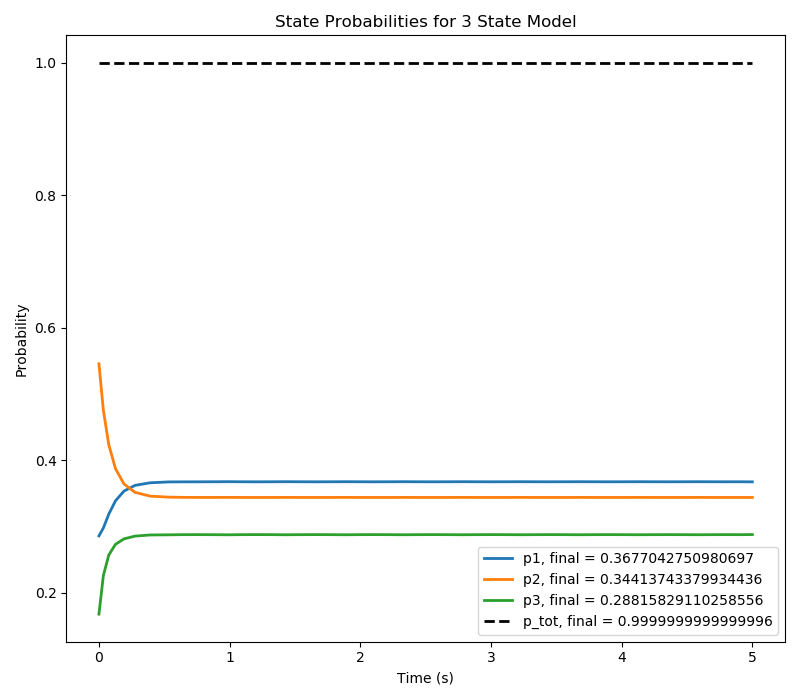 State Probabilities for 3 State Model
1.0
0.8
0.6
0.4
0.2
Probability
p1, final = 0.3677042750980697
p2, final = 0.34413743379934436
p3, final = 0.28815829110258556
p_tot, final = 0.9999999999999996
0 1 2 3 4 5
Time (s)